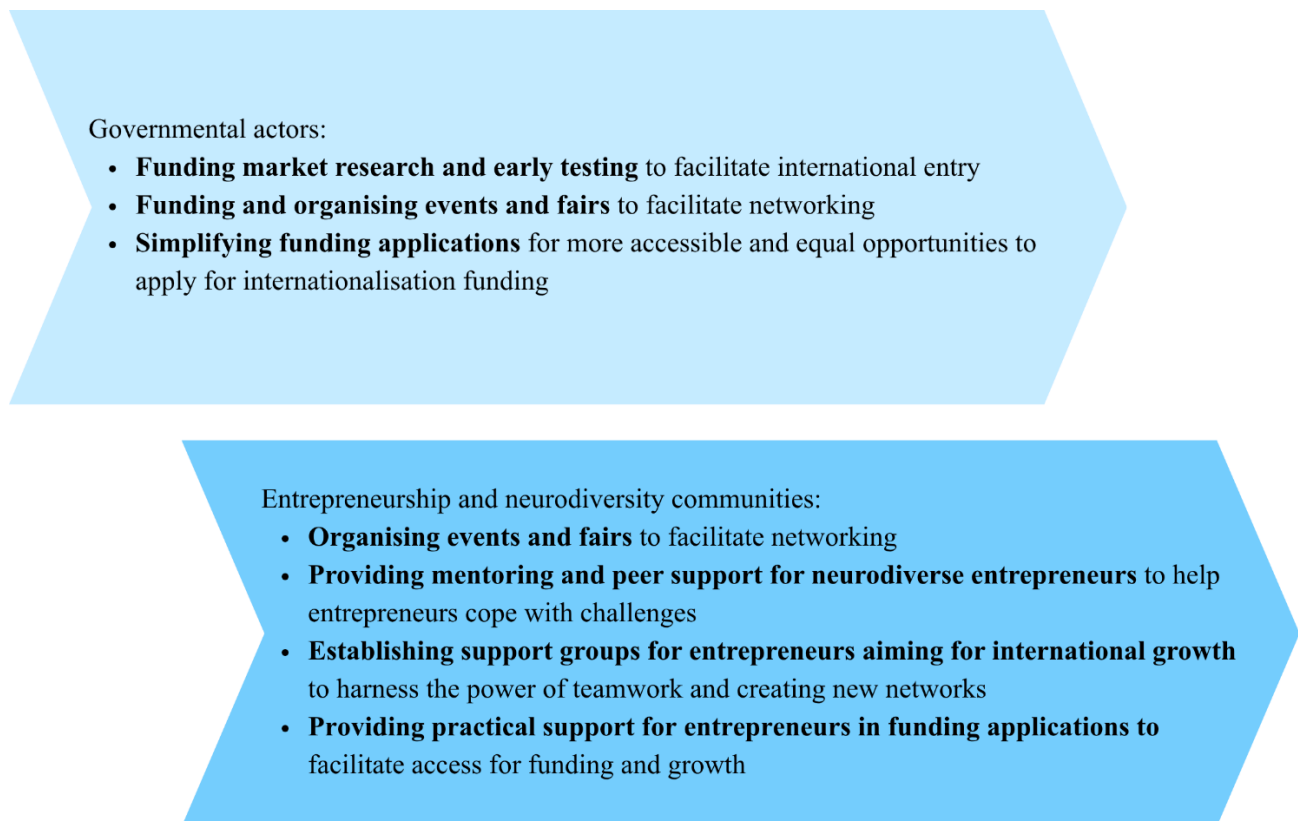 Governmental actors:
• Funding market research and early testing to facilitate international entry
• Funding and organising events and fairs to facilitate networking
• Simplifying funding applications for more accessible and equal opportunities to
apply for internationalisation funding
Entrepreneurship and neurodiversity communities:
• Organising events and fairs to facilitate networking
• Providing mentoring and peer support for neurodiverse entrepreneurs to help
entrepreneurs cope with challenges
• Establishing support groups for entrepreneurs aiming for international growth
to harness the power of teamwork and creating new networks
• Providing practical support for entrepreneurs in funding applications to
facilitate access for funding and growth